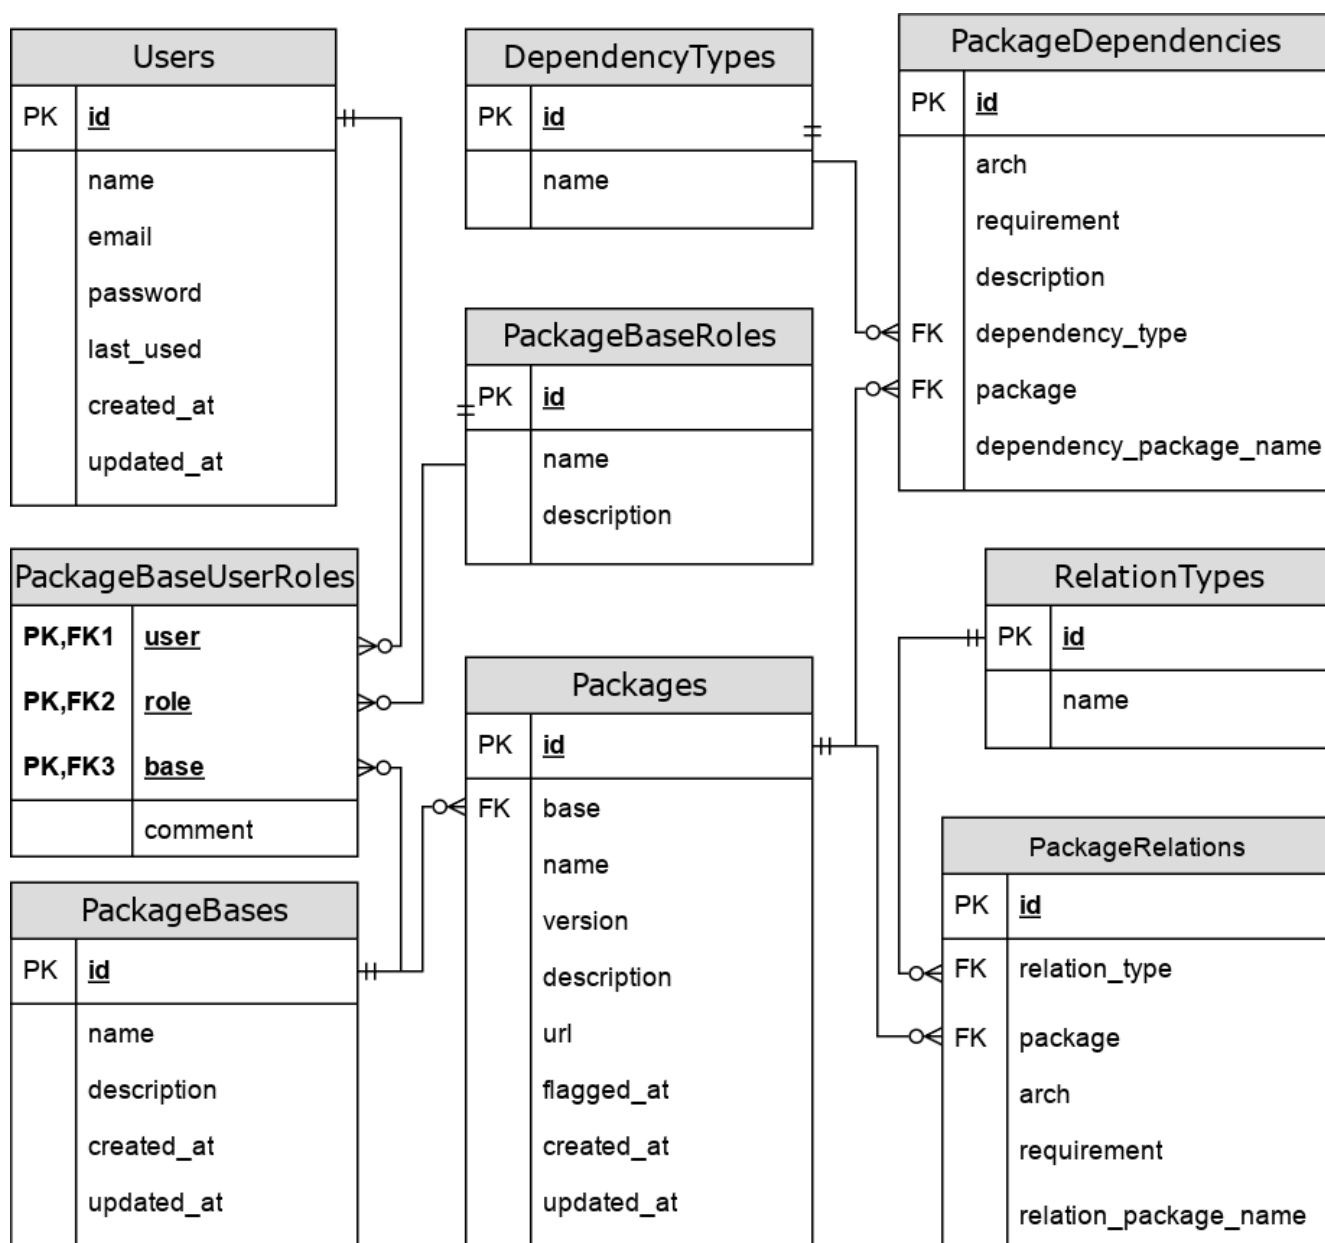 Users
PK id
name
email
password
last_used
created_at
updated_at
DependencyTypes
PK id
name
PackageDependencies
PK id
arch
requirement
description
FK dependency_type
FK package
dependency_package_name
PackageBaseRoles
PK id
name
description
PackageBaseUserRoles
PK,FK1 user
PK,FK2 role
PK,FK3 base
comment
RelationTypes
PK id
name
Packages
PK id
FK base
name
version
description
url
flagged_at
created_at
updated_at
PackageBases
PK id
name
description
created_at
updated_at
PackageRelations
PK id
FK relation_type
FK package
arch
requirement
relation_package_name